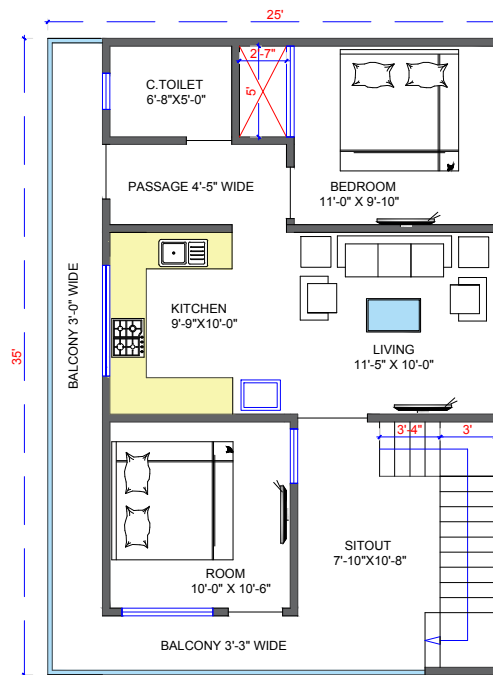 25'
2'-7"
C.TOILET
6'-8"X5'-0"
5'
PASSAGE 4'-5" WIDE
BEDROOM
11'-0" X 9'-10"
BALCONY 3'-0" WIDE
35'
KITCHEN
9'-9"X10'-0"
LIVING
11'-5" X 10'-0"
3'-4"
3'
SITOUT
7'-10"X10'-8"
ROOM
10'-0" X 10'-6"
BALCONY 3'-3" WIDE